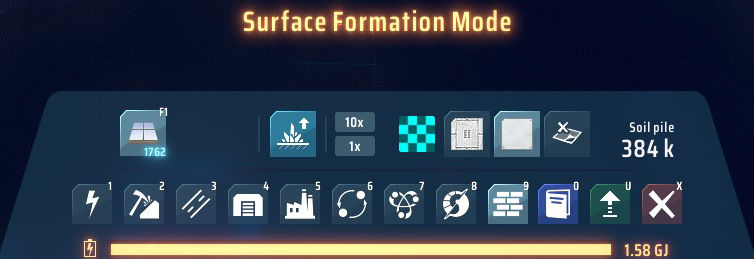 Surface Formation Mode
F1
1762
10x
1x
Soil pile
384 k
1 2 3 4 5 6 7 8 9 0 U X
1.58 GJ